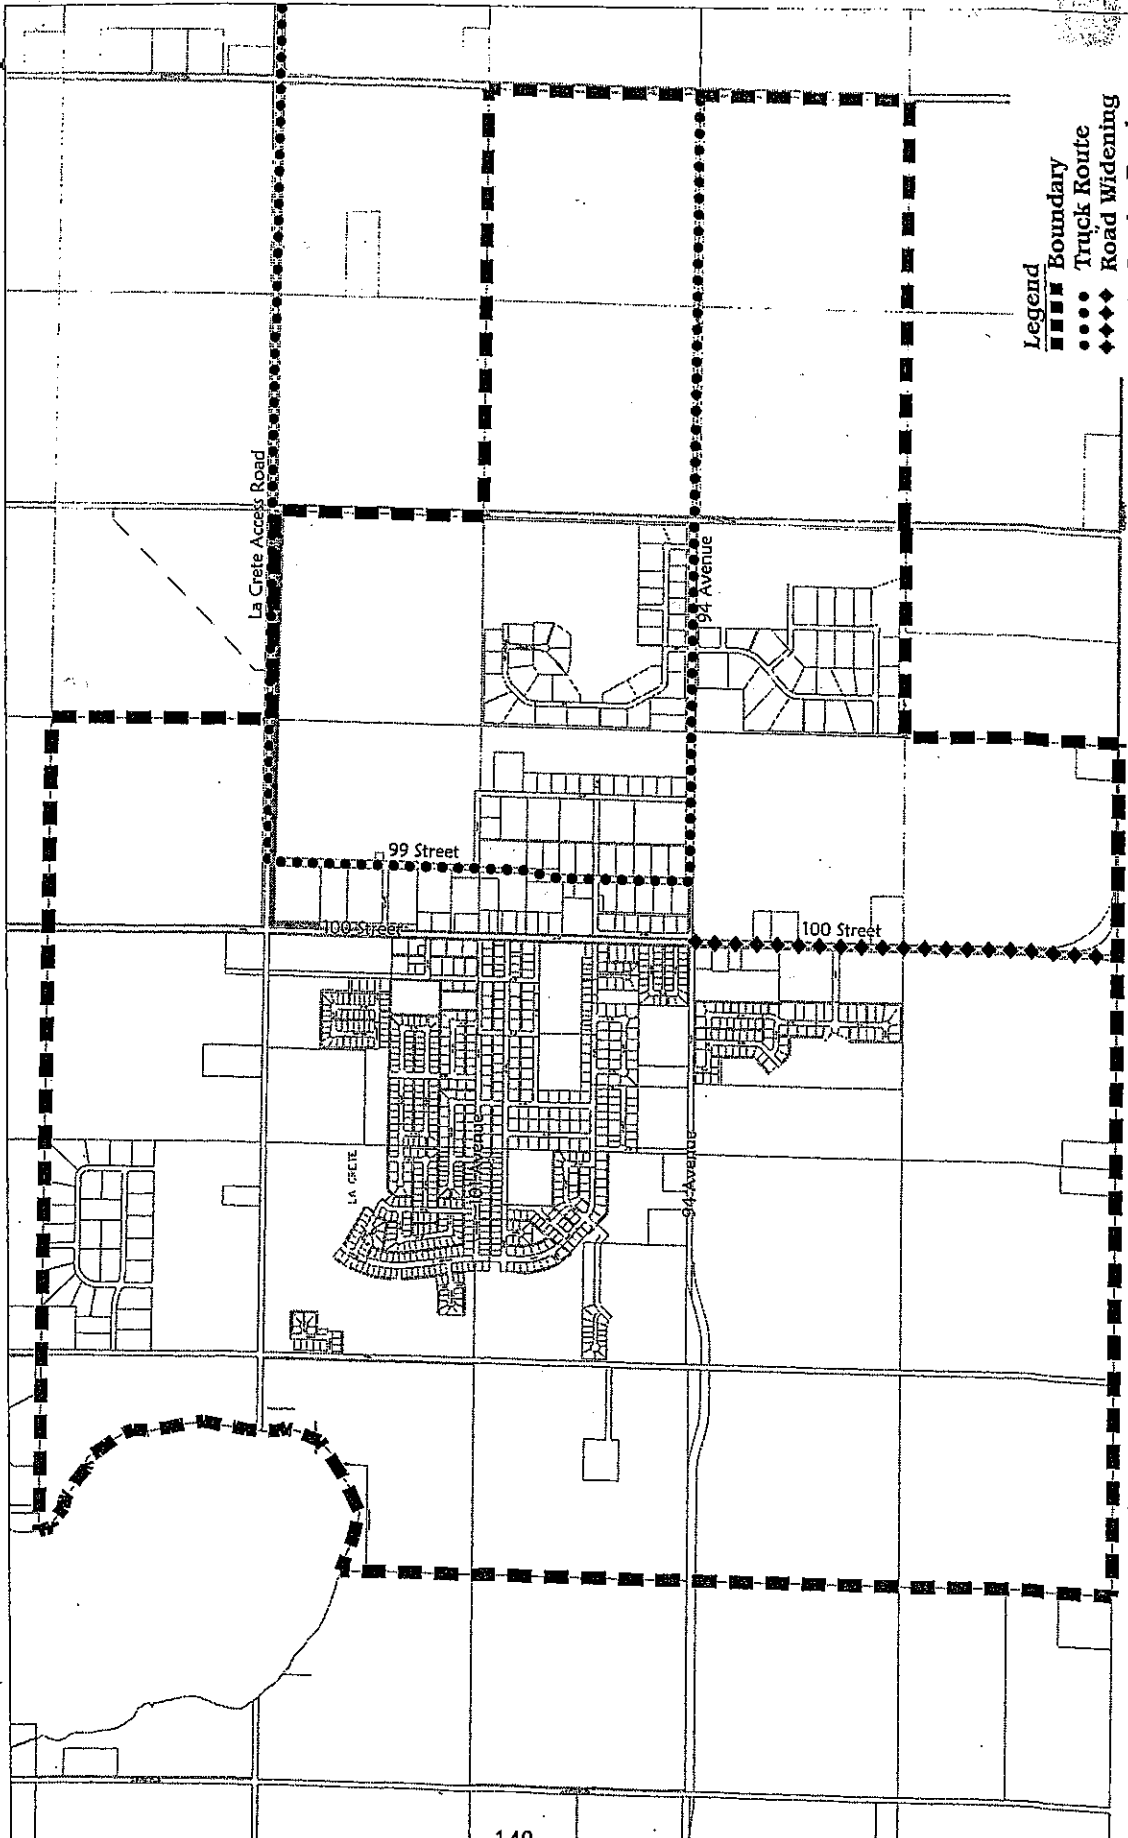 La Crete Access Road
94 Avenue
99 Street
100 Street
100 Street
LA CRETE
101 Avenue
94 Avenue
Legend
Boundary
Truck Route
Road Widening